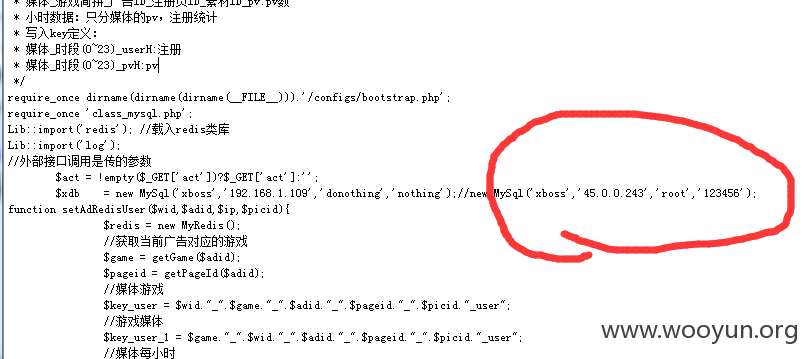 * 媒体_游戏简拼_广告ID_注册页ID_素材ID_pv:pv数
* 小时数据：只分媒体的pv，注册统计
* 写入key定义：
* 媒体_时段(0~23)_userH:注册
* 媒体_时段(0~23)_pvH:pv
*/
require_once dirname(dirname(dirname(__FILE__))).'/configs/bootstrap.php';
require_once 'class_mysql.php';
Lib::import('redis'); //载入redis类库
Lib::import('log');
//外部接口调用是传的参数
$act = !empty($_GET['act'])?$_GET['act']:'';
$xdb = new MySql('xboss','192.168.1.109','donothing','nothing');//new MySql('xboss','45.0.0.243','root','123456');
function setAdRedisUser($wid,$adid,$ip,$picid){
$redis = new MyRedis();
//获取当前广告对应的游戏
$game = getGame($adid);
$pageid = getPageId($adid);
//媒体游戏
$key_user = $wid."_".$game."_".$adid."_".$pageid."_".$picid."_user";
//游戏媒体
$key_user_1 = $game."_".$wid."_".$adid."_".$pageid."_".$picid."_user";
//媒体每小时
www.wooyun.org